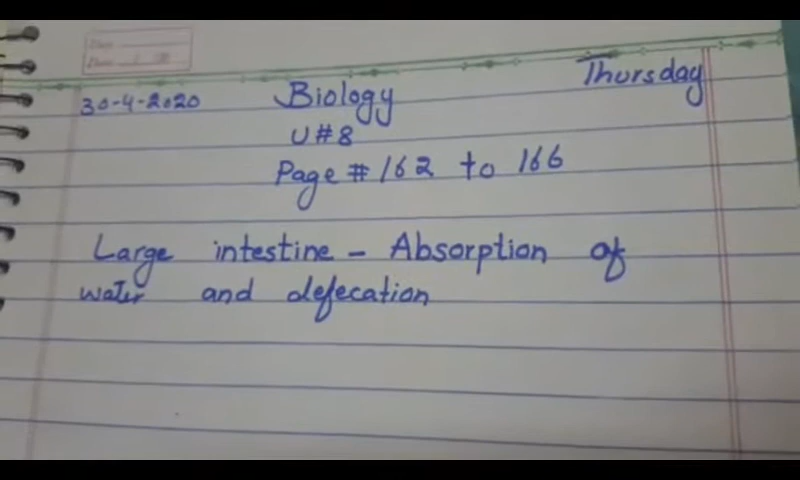 30-4-2020 Biology Thursday
U#8
Page # 162 to 166
Large intestine - Absorption of
water and defecation